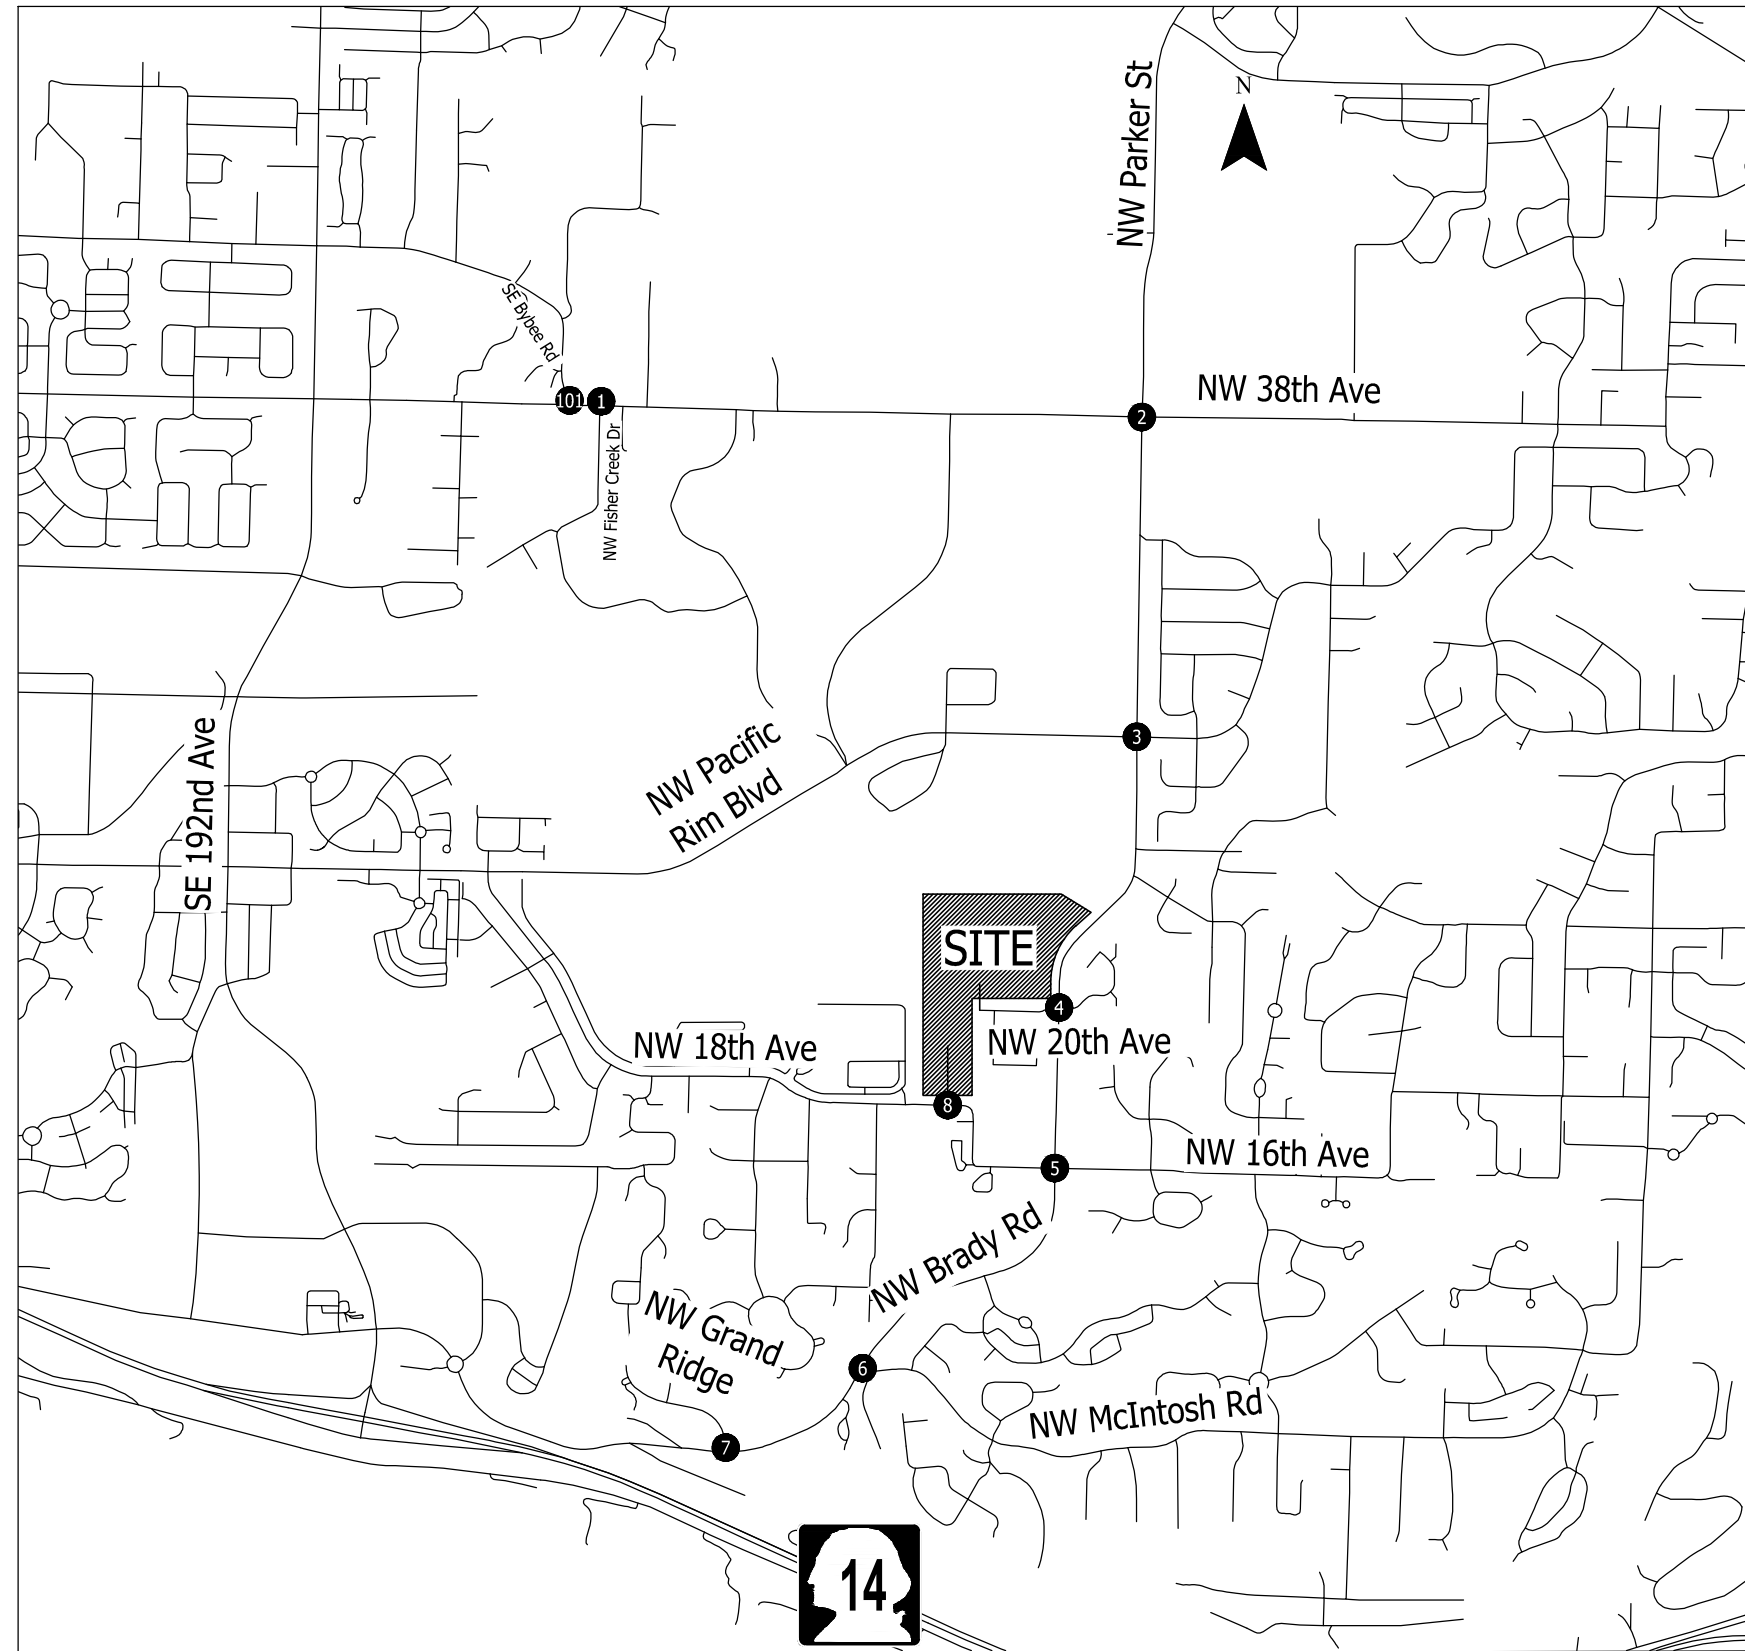 NW Parker St
N
SE Bybee Rd
NW 38th Ave
101
1
2
NW Fisher Creek Dr
SE 192nd Ave
NW Pacific
Rim Blvd
3
SITE
4
NW 18th Ave
NW 20th Ave
8
NW 16th Ave
5
NW Brady Rd
NW Grand
Ridge
6
NW McIntosh Rd
7
14